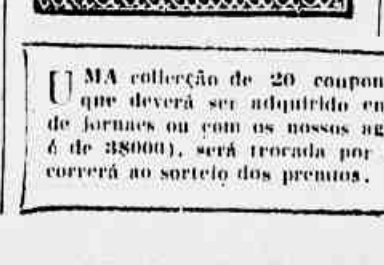 UMA collecção de 20 coupon
que deverá ser adquirido en
de jornaes ou com os nossos ag
é de 3$000), será trocada por
correrá ao sorteio dos premios.